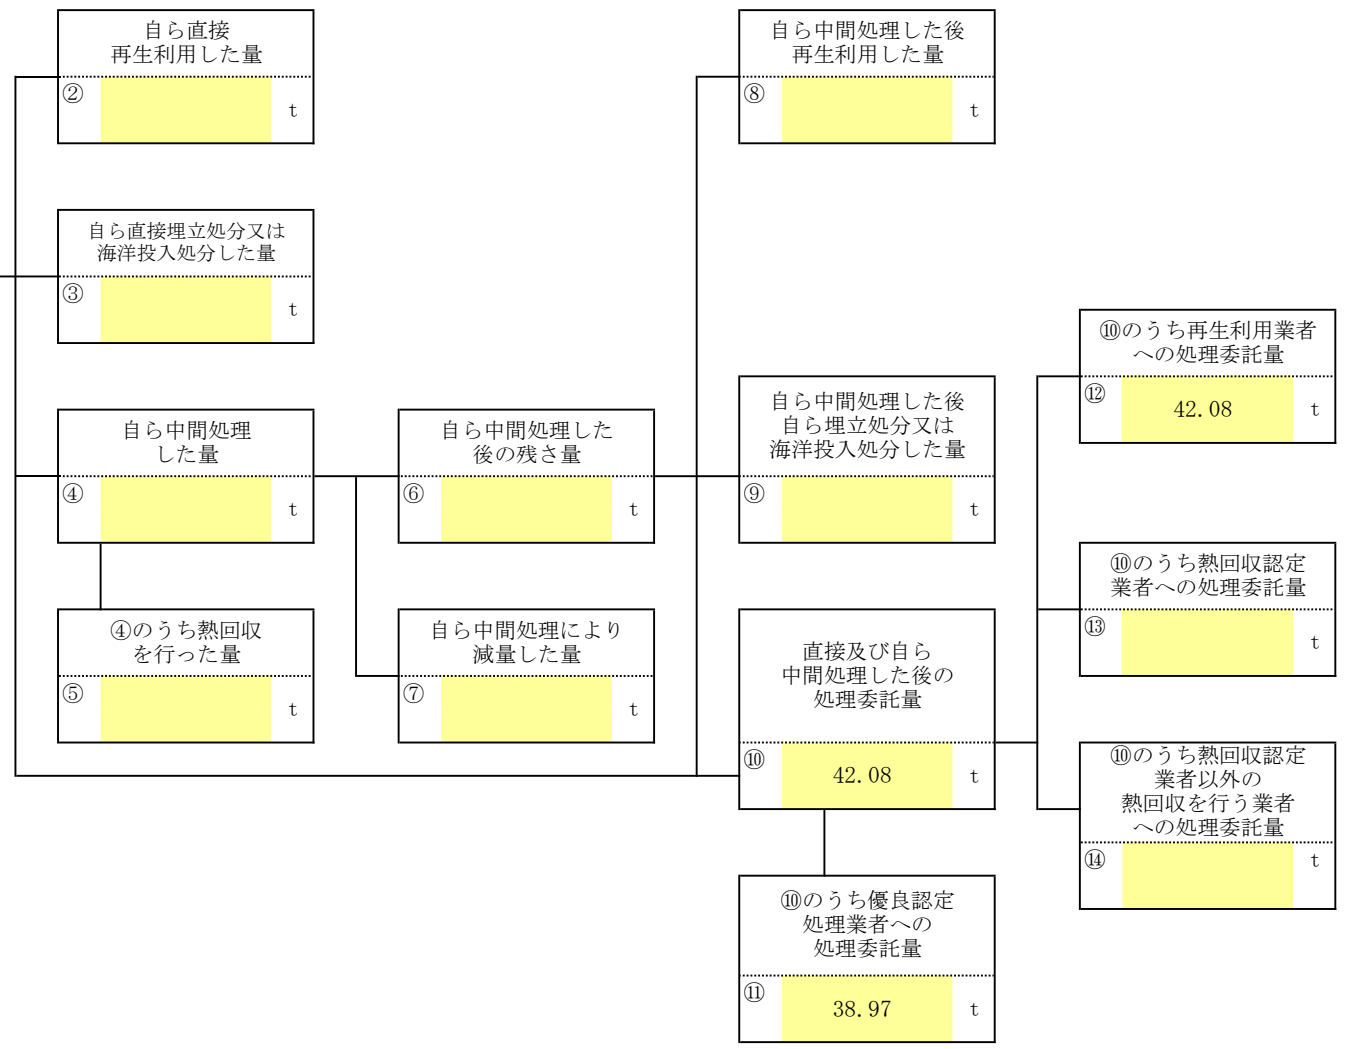 自ら直接
再生利用した量
②
t
自ら中間処理した後
再生利用した量
⑧
t
自ら直接埋立処分又は
海洋投入処分した量
③
t
⑩のうち再生利用業者
への処理委託量
⑫
42.08 t
自ら中間処理
した量
④
t
自ら中間処理した
後の残さ量
⑥
t
自ら中間処理した後
自ら埋立処分又は
海洋投入処分した量
⑨
t
⑩のうち熱回収認定
業者への処理委託量
⑬
t
④のうち熱回収
を行った量
⑤
t
自ら中間処理により
減量した量
⑦
t
直接及び自ら
中間処理した後の
処理委託量
⑩
42.08 t
⑩のうち熱回収認定
業者以外の
熱回収を行う業者
への処理委託量
⑭
t
⑩のうち優良認定
処理業者への
処理委託量
⑪
38.97 t